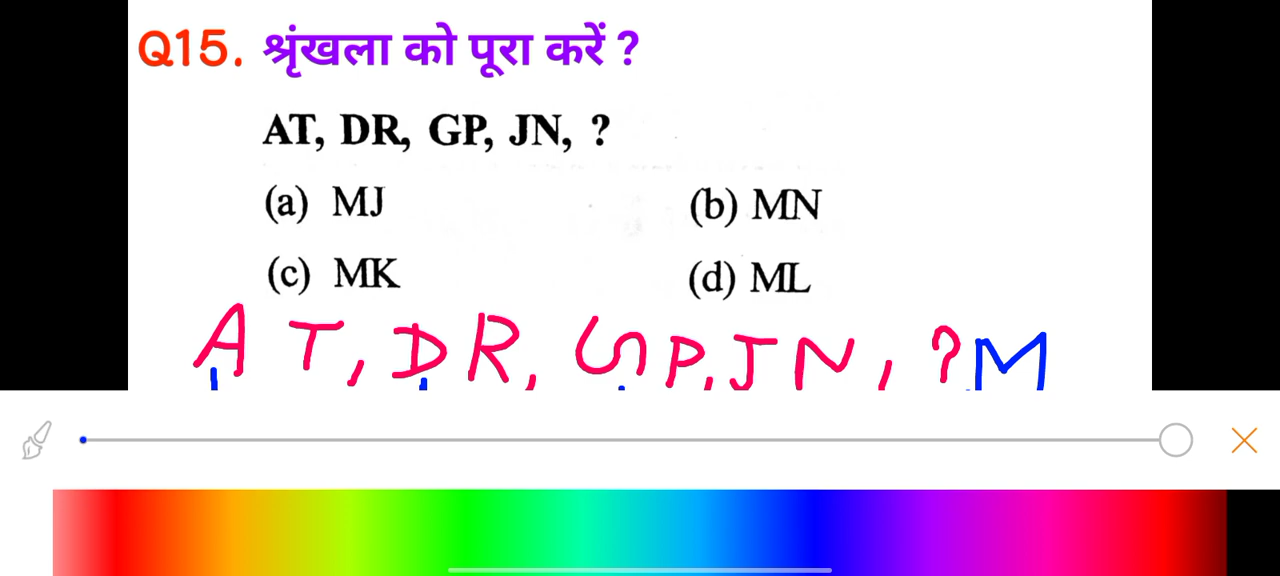 Q15. श्रृंखला को पूरा करें ?
AT, DR, GP, JN, ?
(a) MJ (b) MN
(c) MK (d) ML
A T, D R, G P, J N, ? M